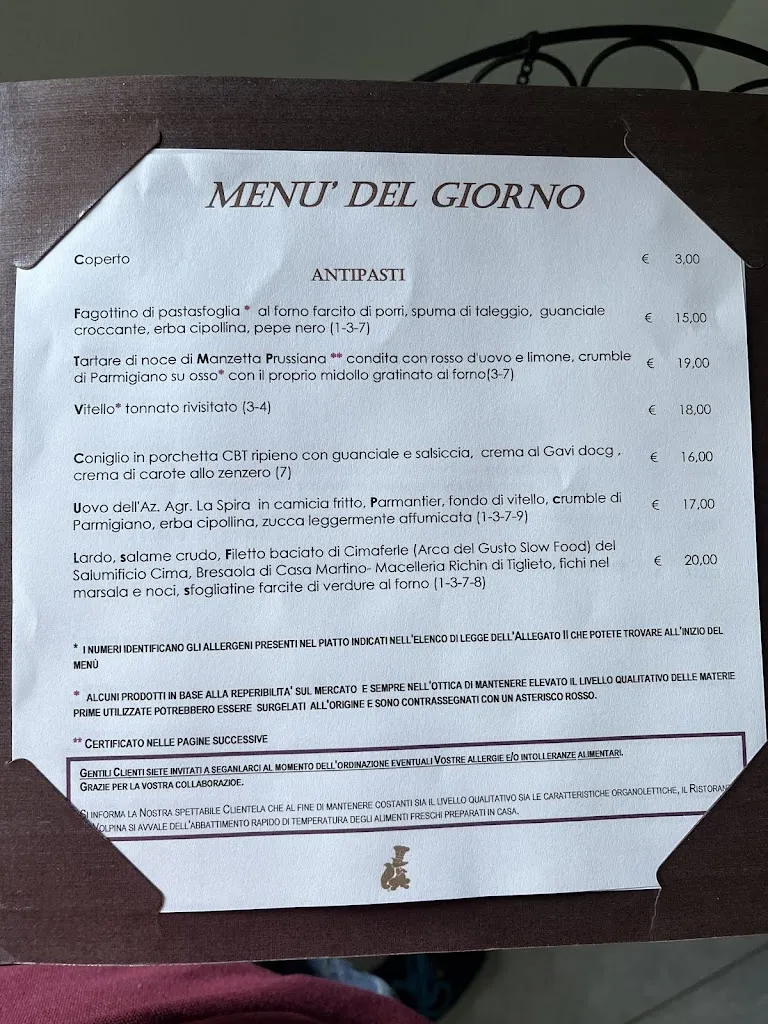 MENU' DEL GIORNO
Coperto € 3,00
ANTIPASTI
Fagottino di pastasfoglia * al forno farcito di porri, spuma di taleggio, guanciale
croccante, erba cipollina, pepe nero (1-3-7) € 15,00
Tartare di noce di Manzetta Prussiana ** condita con rosso d'uovo e limone, crumble
di Parmigiano su osso* con il proprio midollo gratinato al forno(3-7) € 19,00
Vitello* tonnato rivisitato (3-4) € 18,00
Coniglio in porchetta CBT ripieno con guanciale e salsiccia, crema al Gavi docg ,
crema di carote allo zenzero (7) € 16,00
Uovo dell'Az. Agr. La Spira in camicia fritto, Parmantier, fondo di vitello, crumble di
Parmigiano, erba cipollina, zucca leggermente affumicata (1-3-7-9) € 17,00
Lardo, salame crudo, Filetto baciato di Cimaferle (Arca del Gusto Slow Food) del
Salumificio Cima, Bresaola di Casa Martino- Macelleria Richin di Tiglieto, fichi nel
marsala e noci, sfogliatine farcite di verdure al forno (1-3-7-8) € 20,00
* I NUMERI IDENTIFICANO GLI ALLERGENI PRESENTI NEL PIATTO INDICATI NELL'ELENCO DI LEGGE DELL'ALLEGATO II CHE POTETE TROVARE ALL'INIZIO DEL
MENÙ
* ALCUNI PRODOTTI IN BASE ALLA REPERIBILITA' SUL MERCATO E SEMPRE NELL'OTTICA DI MANTENERE ELEVATO IL LIVELLO QUALITATIVO DELLE MATERIE
PRIME UTILIZZATE POTREBBERO ESSERE SURGELATI ALL'ORIGINE E SONO CONTRASSEGNATI CON UN ASTERISCO ROSSO.
** CERTIFICATO NELLE PAGINE SUCCESSIVE
GENTILI CLIENTI SIETE INVITATI A SEGANLARCI AL MOMENTO DELL'ORDINAZIONE EVENTUALI VOSTRE ALLERGIE E/O INTOLLERANZE ALIMENTARI.
GRAZIE PER LA VOSTRA COLLABORAZIOE.
CI INFORMA LA NOSTRA SPETTABILE CLIENTELA CHE AL FINE DI MANTENERE COSTANTI SIA IL LIVELLO QUALITATIVO SIA LE CARATTERISTICHE ORGANOLETTICHE, IL RISTORAN
VOLPINA SI AVVALE DELL'ABBATTIMENTO RAPIDO DI TEMPERATURA DEGLI ALIMENTI FRESCHI PREPARATI IN CASA.